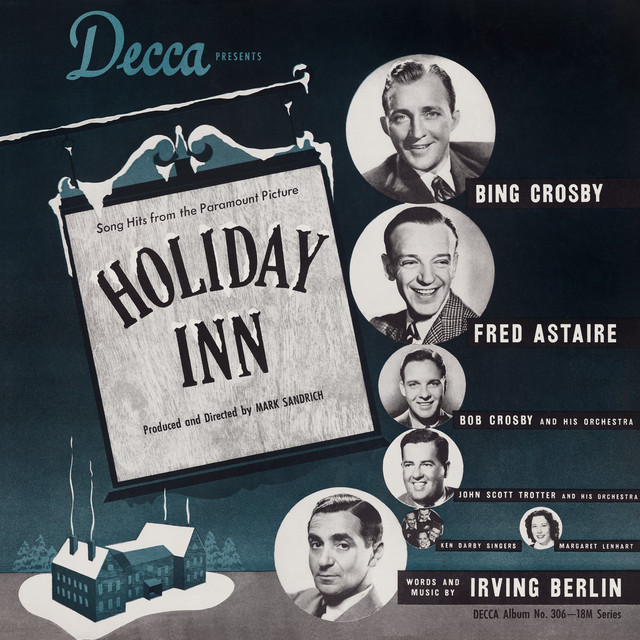 Decca PRESENTS
Song Hits from the Paramount Picture
HOLIDAY
INN
Produced and Directed by MARK SANDRICH
BING CROSBY
FRED ASTAIRE
BOB CROSBY AND HIS ORCHESTRA
JOHN SCOTT TROTTER AND HIS ORCHESTRA
KEN DARBY SINGERS
MARGARET LENHART
WORDS AND
MUSIC BY
IRVING BERLIN
DECCA Album No. 306—18M Series